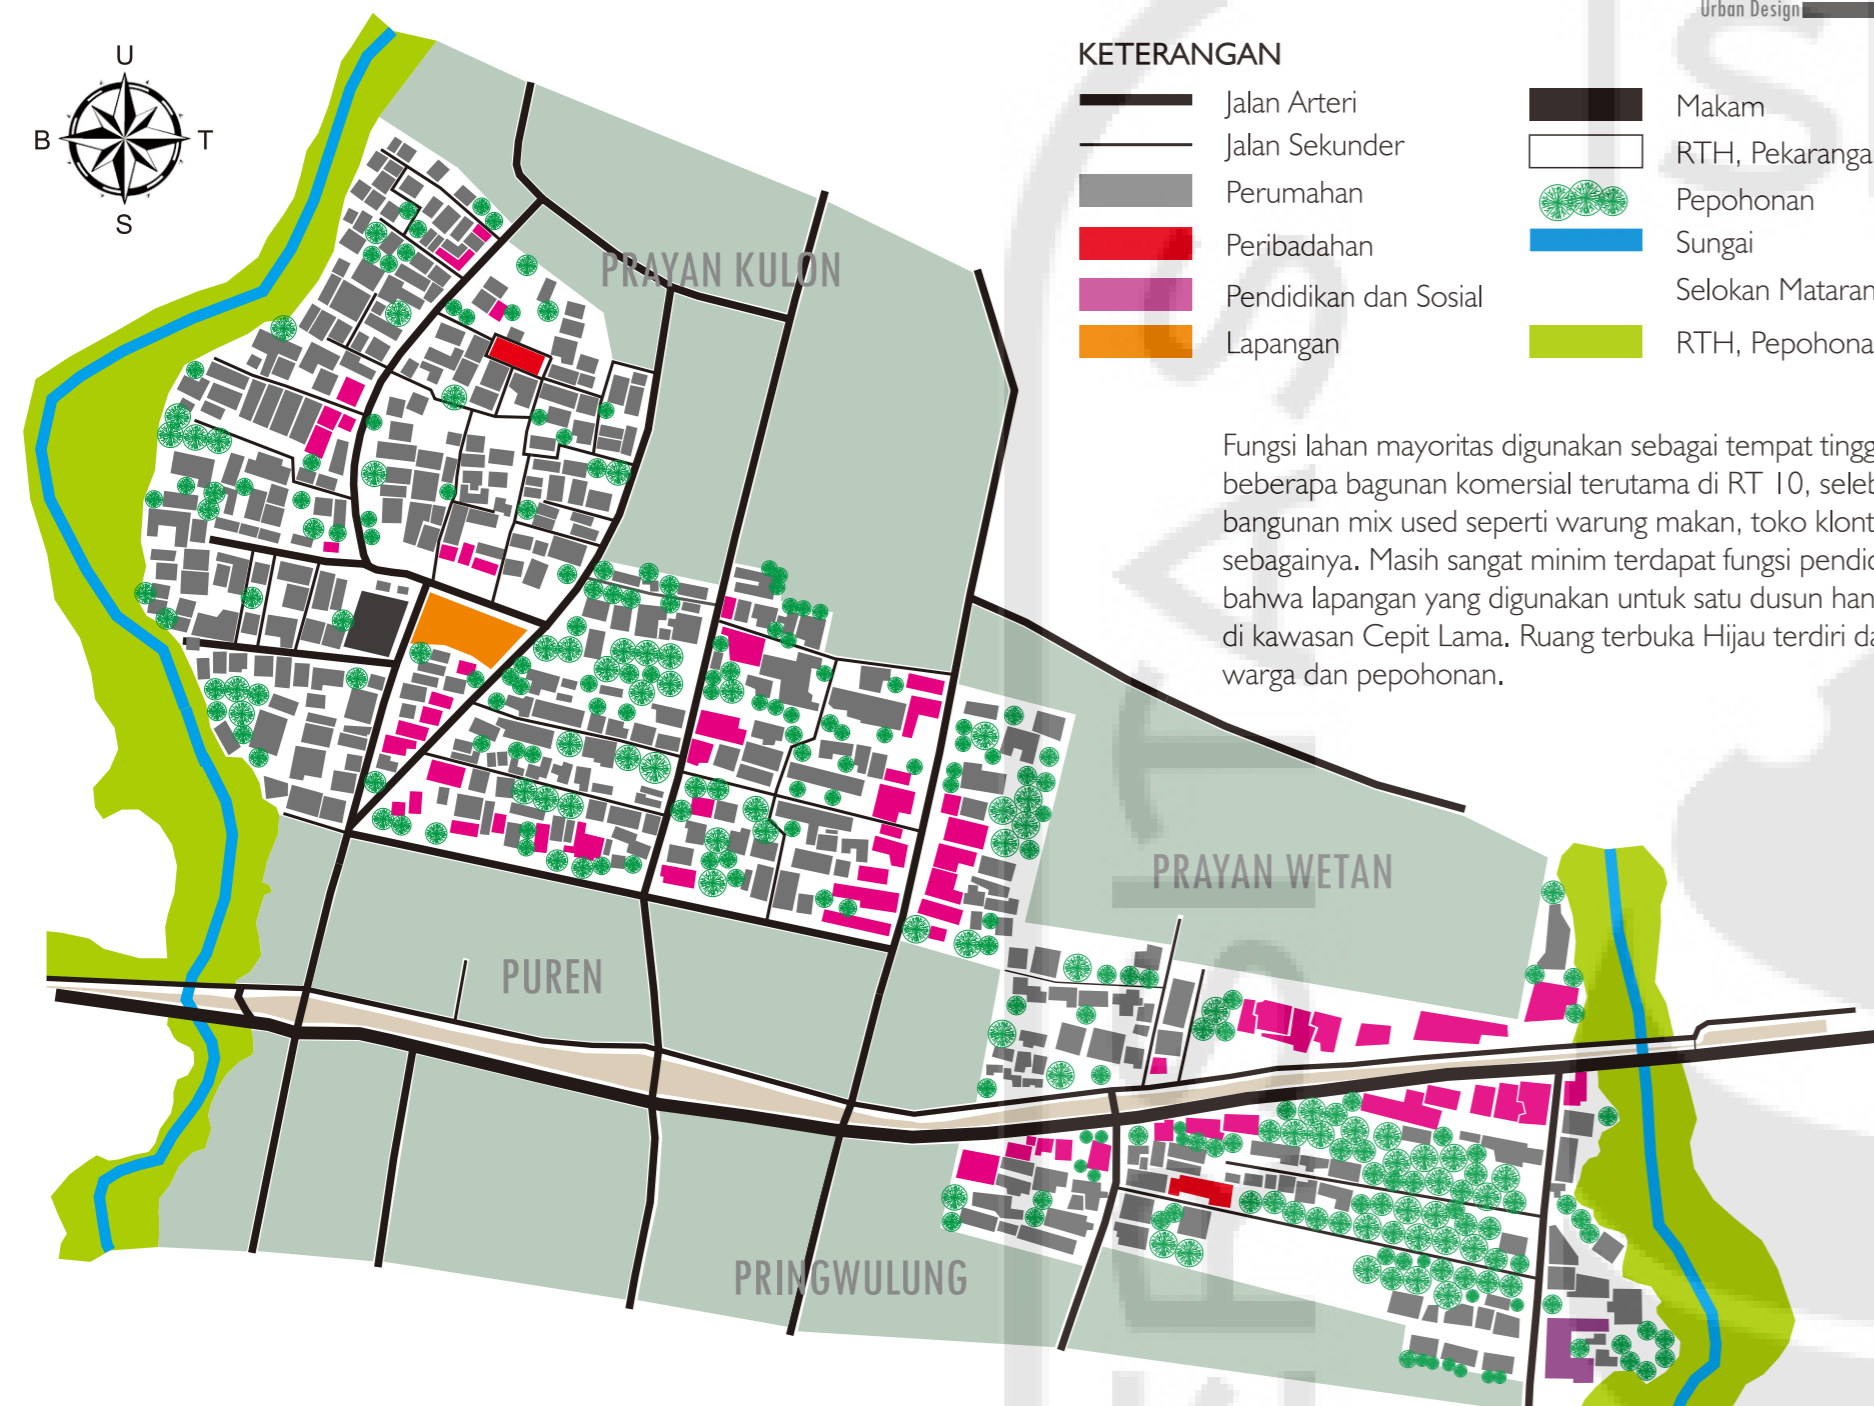 Urban Design
U
B
T
S
KETERANGAN
Jalan Arteri
Jalan Sekunder
Perumahan
Peribadahan
Pendidikan dan Sosial
Lapangan
Makam
RTH, Pekaranga
Pepohonan
Sungai
Selokan Mataran
RTH, Pepohona
Fungsi lahan mayoritas digunakan sebagai tempat tingg
beberapa bagunan komersial terutama di RT 10, seleb
bangunan mix used seperti warung makan, toko klont
sebagainya. Masih sangat minim terdapat fungsi pendid
bahwa lapangan yang digunakan untuk satu dusun han
di kawasan Cepit Lama. Ruang terbuka Hijau terdiri da
warga dan pepohonan.
PRAYAN KULON
PRAYAN WETAN
PUREN
PRINGWULUNG